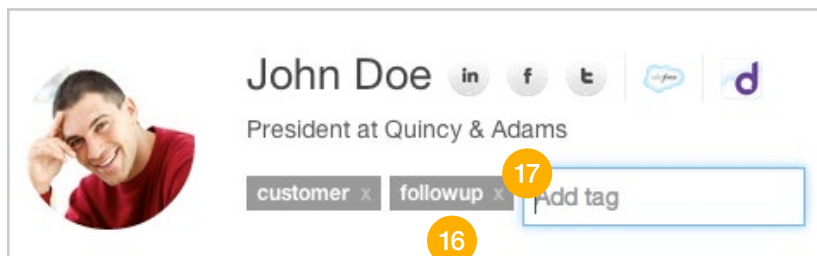 John Doe in f t d
President at Quincy & Adams
customer x followup x 17 Add tag
16